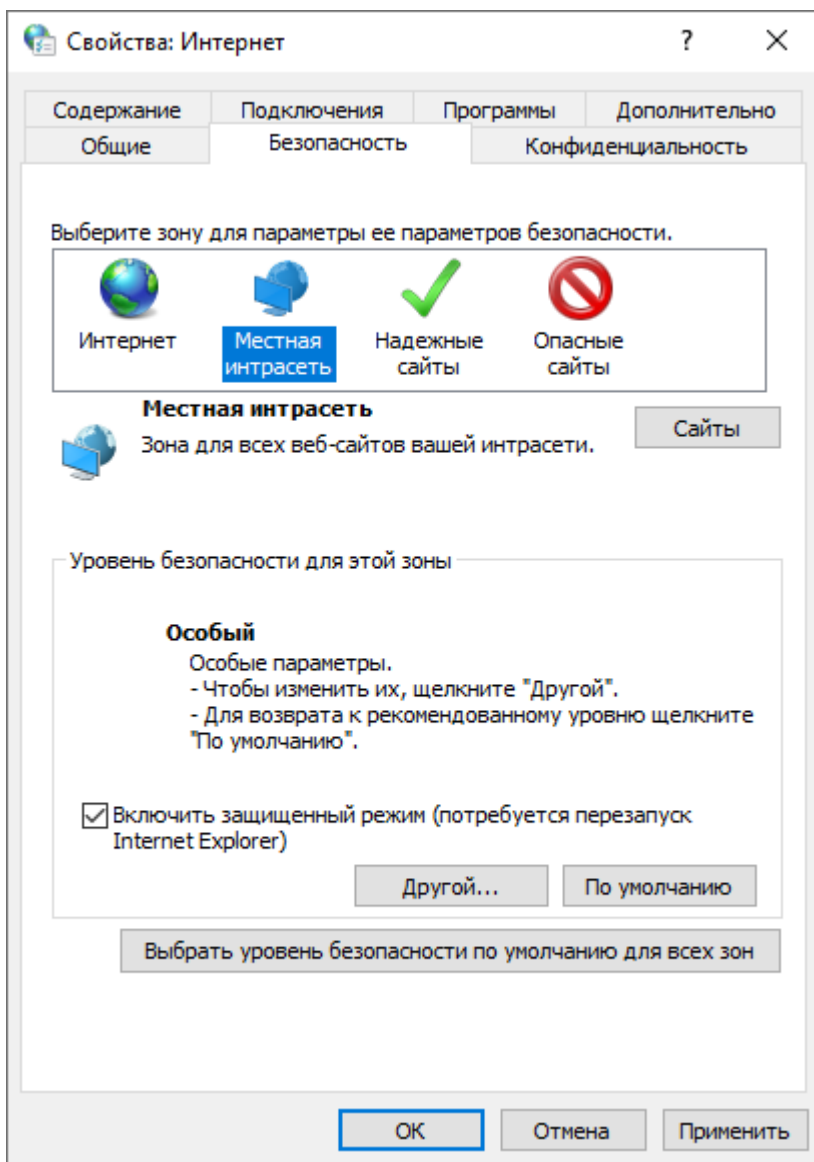 Свойства: Интернет
?
Содержание
Подключения
Программы
Дополнительно
Общие
Безопасность
Конфиденциальность
Выберите зону для параметры ее параметров безопасности.
Интернет
Местная
интрасеть
Надежные
сайты
Опасные
сайты
Местная интрасеть
Зона для всех веб-сайтов вашей интрасети.
Сайты
Уровень безопасности для этой зоны
Особый
Особые параметры.
- Чтобы изменить их, щелкните "Другой".
- Для возврата к рекомендованному уровню щелкните
"По умолчанию".
Включить защищенный режим (потребуется перезапуск
Internet Explorer)
Другой...
По умолчанию
Выбрать уровень безопасности по умолчанию для всех зон
ОК
Отмена
Применить